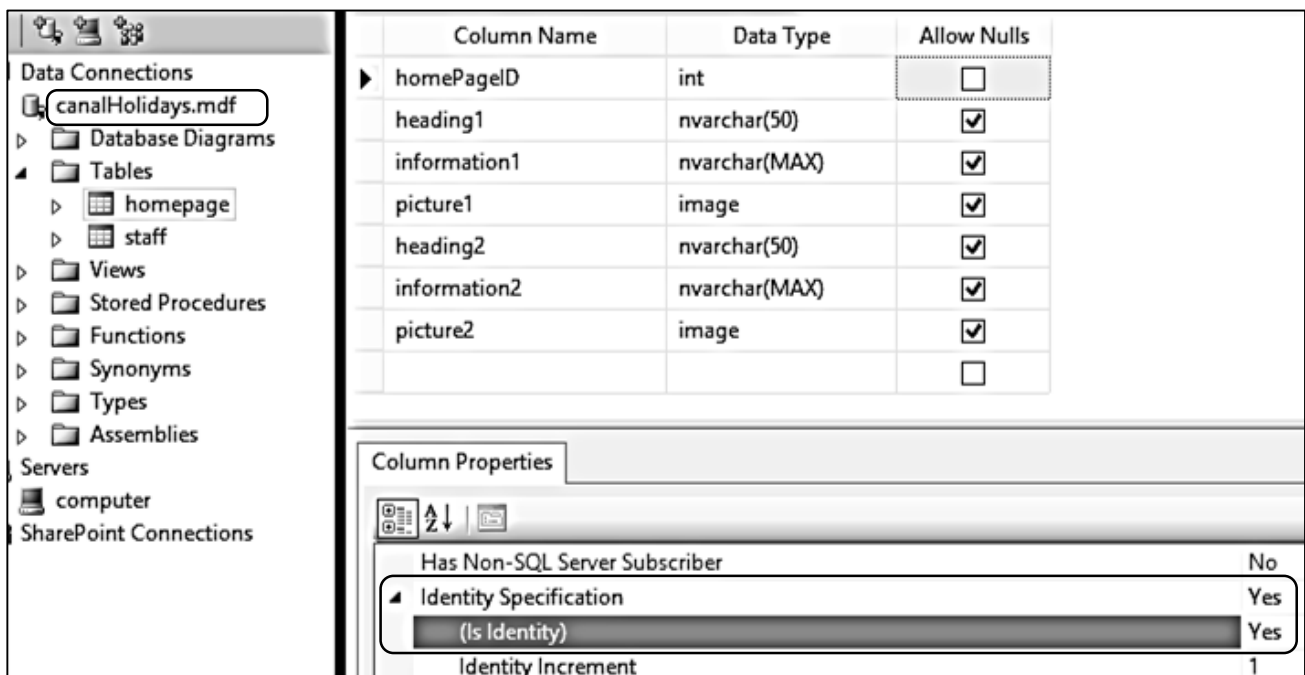 Data Connections
canalHolidays.mdf
Database Diagrams
Tables
homepage
staff
Views
Stored Procedures
Functions
Synonyms
Types
Assemblies
Servers
computer
SharePoint Connections
Column Name Data Type Allow Nulls
homePageID int
heading1 nvarchar(50)
information1 nvarchar(MAX)
picture1 image
heading2 nvarchar(50)
information2 nvarchar(MAX)
picture2 image
Column Properties
Has Non-SQL Server Subscriber No
Identity Specification Yes
(Is Identity) Yes
Identity Increment 1